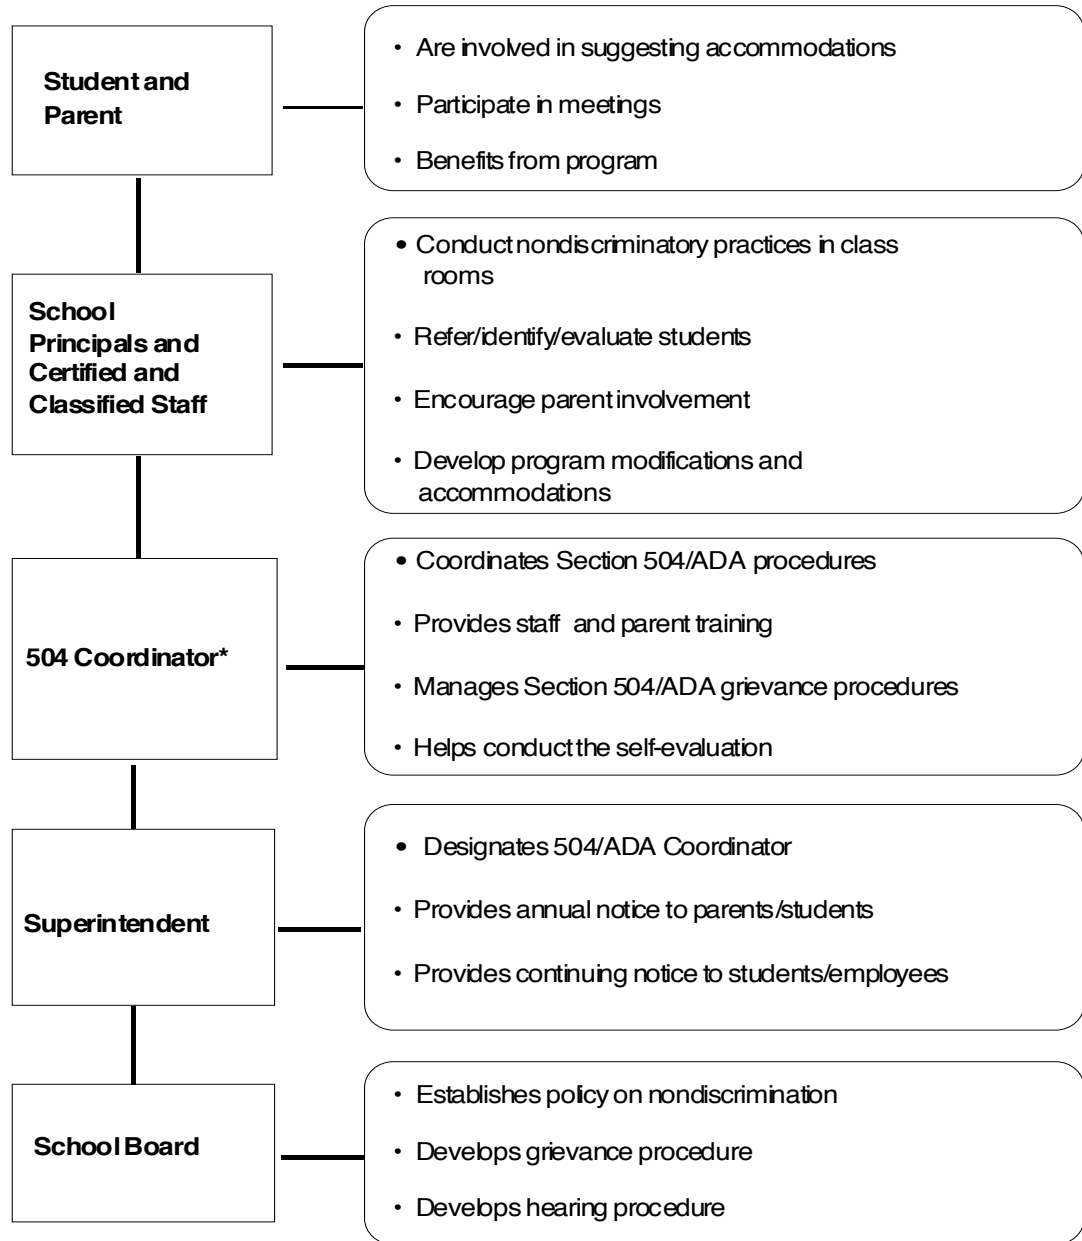 Student and
Parent
• Are involved in suggesting accommodations
• Participate in meetings
• Benefits from program
School
Principals and
Certified and
Classified Staff
• Conduct nondiscriminatory practices in class
rooms
• Refer/identify/evaluate students
• Encourage parent involvement
• Develop program modifications and
accommodations
504 Coordinator*
• Coordinates Section 504/ADA procedures
• Provides staff and parent training
• Manages Section 504/ADA grievance procedures
• Helps conduct the self-evaluation
Superintendent
• Designates 504/ADA Coordinator
• Provides annual notice to parents/students
• Provides continuing notice to students/employees
School Board
• Establishes policy on nondiscrimination
• Develops grievance procedure
• Develops hearing procedure